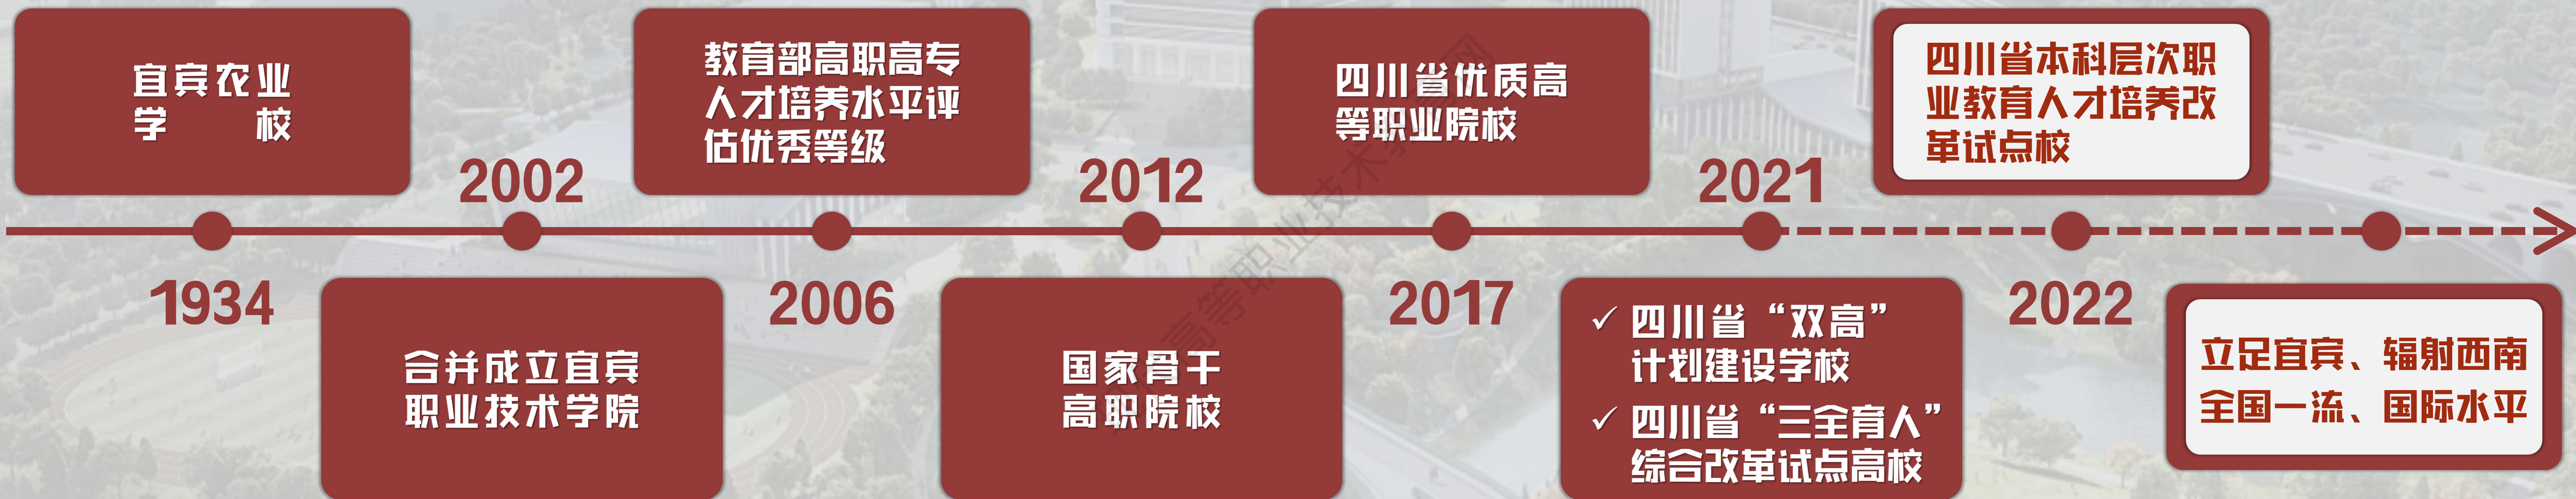 宜宾农业
学 校
1934
2002
合并成立宜宾
职业技术学院
教育部高职高专
人才培养水平评
估优秀等级
2006
2012
国家骨干
高职院校
四川省优质高
等职业院校
2017
2021
✓ 四川省“双高”
计划建设学校
✓ 四川省“三全育人”
综合改革试点高校
四川省本科层次职
业教育人才培养改
革试点校
2022
立足宜宾、辐射西南
全国一流、国际水平